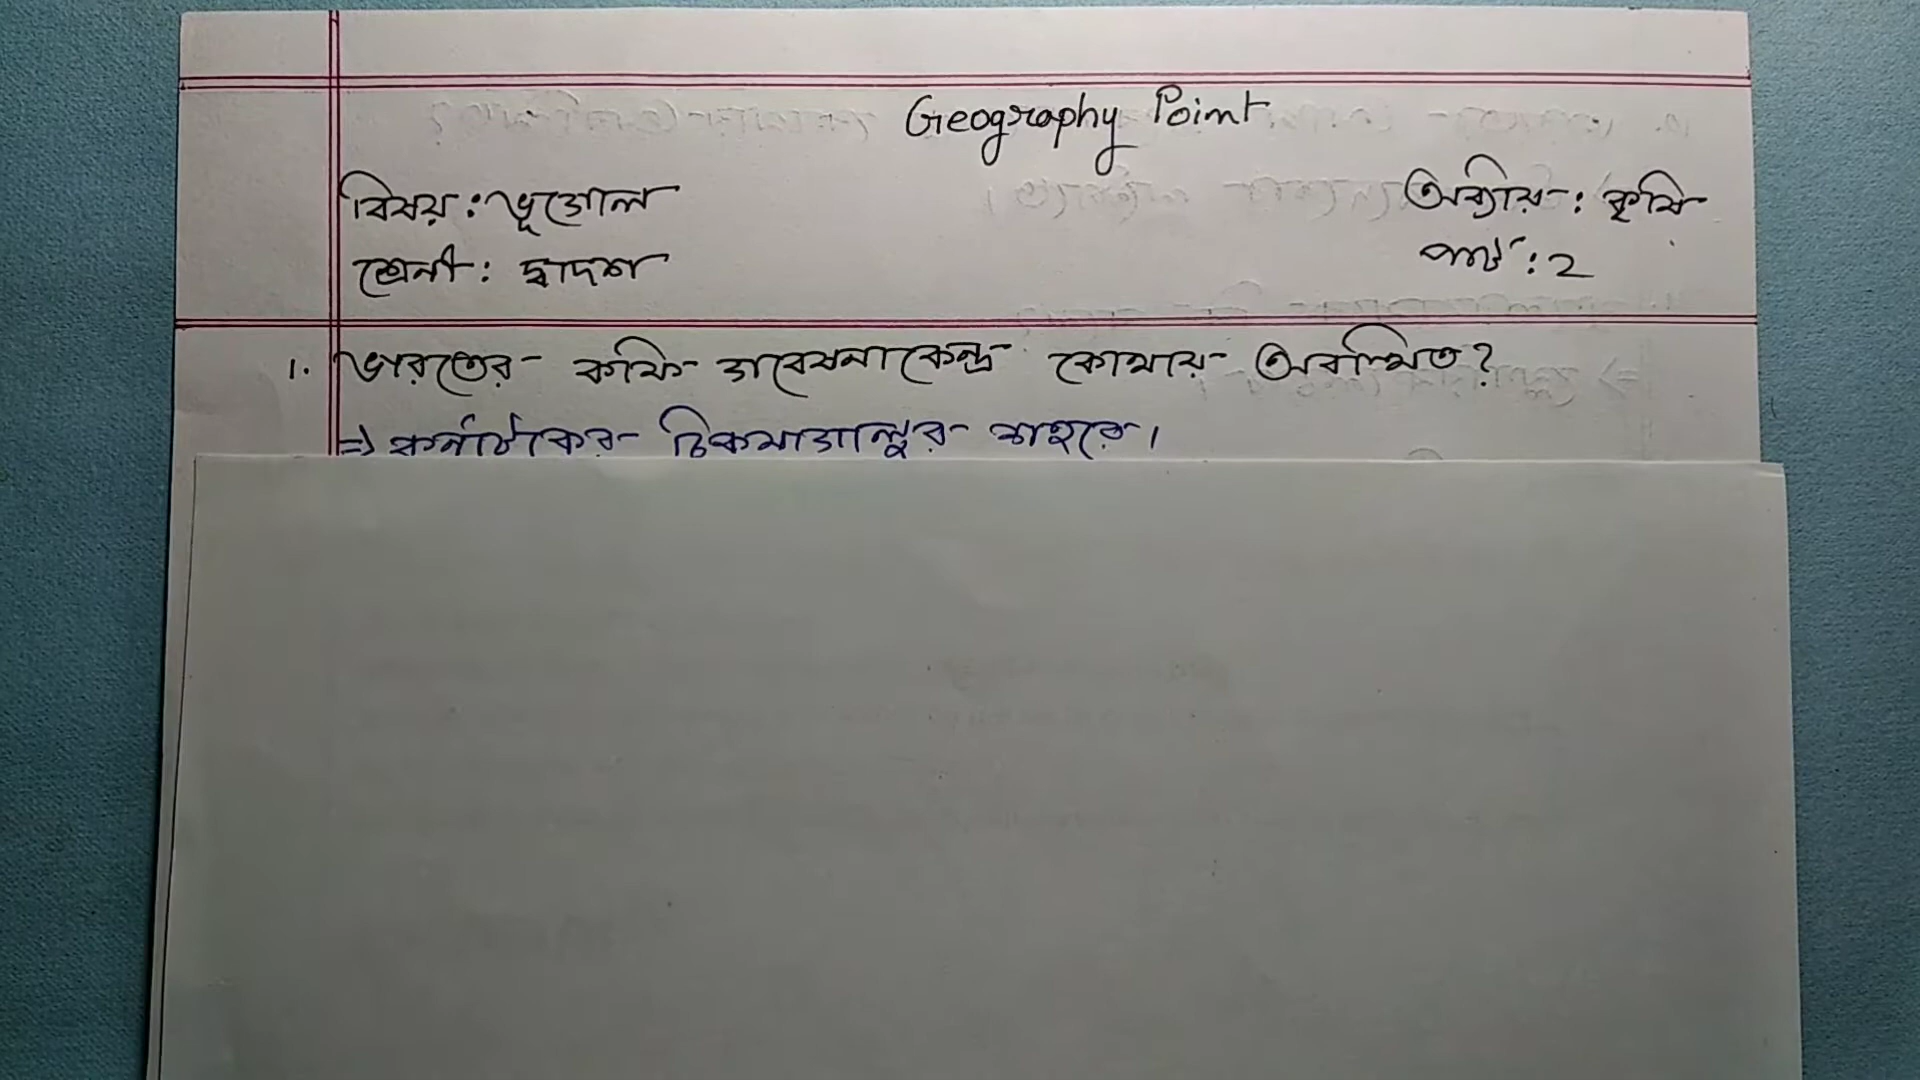 Geography Point
বিষয় : ভূগোল
অধ্যায় : কৃষি
শ্রেনী : দ্বাদশ
পার্ট : 2
1. ভারতের কফি গবেষনাকেন্দ্র কোথায় অবস্থিত?
⇒ কর্নাটকের চিকমাগালুর শহরে।